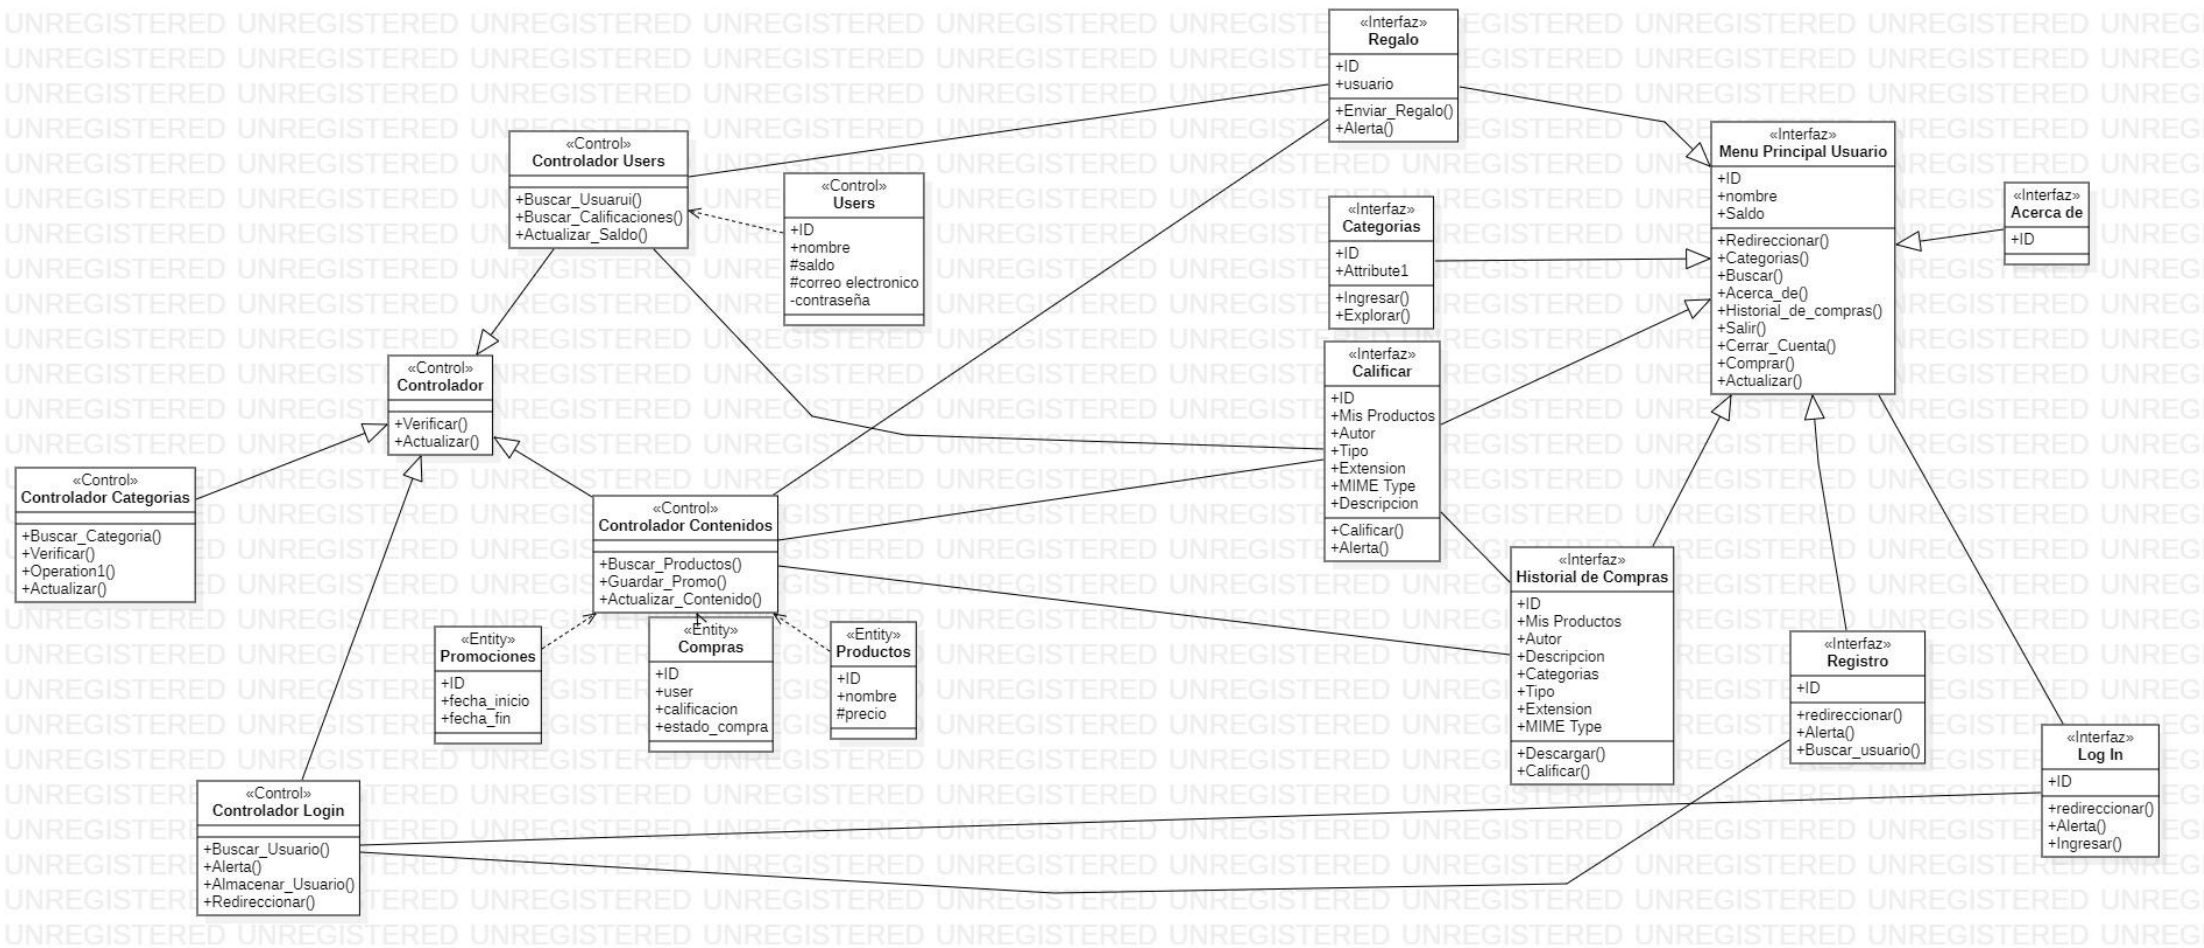 «Interfaz»
Regalo
+ID
+usuario
+Enviar_Regalo()
+Alerta()
«Control»
Controlador Users
+Buscar_Usuarui()
+Buscar_Calificaciones()
+Actualizar_Saldo()
«Control»
Users
+ID
+nombre
#saldo
#correo electronico
-contraseña
«Interfaz»
Categorias
+ID
+Attribute1
+Ingresar()
+Explorar()
«Interfaz»
Menu Principal Usuario
+ID
+nombre
+Saldo
+Redireccionar()
+Categorias()
+Buscar()
+Acerca_de()
+Historial_de_compras()
+Salir()
+Cerrar_Cuenta()
+Comprar()
+Actualizar()
«Interfaz»
Acerca de
+ID
«Control»
Controlador
+Verificar()
+Actualizar()
«Interfaz»
Calificar
+ID
+Mis Productos
+Autor
+Tipo
+Extension
+MIME Type
+Descripcion
+Calificar()
+Alerta()
«Control»
Controlador Categorias
+Buscar_Categoria()
+Verificar()
+Operation1()
+Actualizar()
«Control»
Controlador Contenidos
+Buscar_Productos()
+Guardar_Promo()
+Actualizar_Contenido()
«Interfaz»
Historial de Compras
+ID
+Mis Productos
+Autor
+Descripcion
+Categorias
+Tipo
+Extension
+MIME Type
+Descargar()
+Calificar()
«Entity»
Promociones
+ID
+fecha_inicio
+fecha_fin
«Entity»
Compras
+ID
+user
+calificacion
+estado_compra
«Entity»
Productos
+ID
+nombre
#precio
«Interfaz»
Registro
+ID
+redireccionar()
+Alerta()
+Buscar_usuario()
«Interfaz»
Log In
+ID
+redireccionar()
+Alerta()
+Ingresar()
«Control»
Controlador Login
+Buscar_Usuario()
+Alerta()
+Almacenar_Usuario()
+Redireccionar()
UNREGISTERED